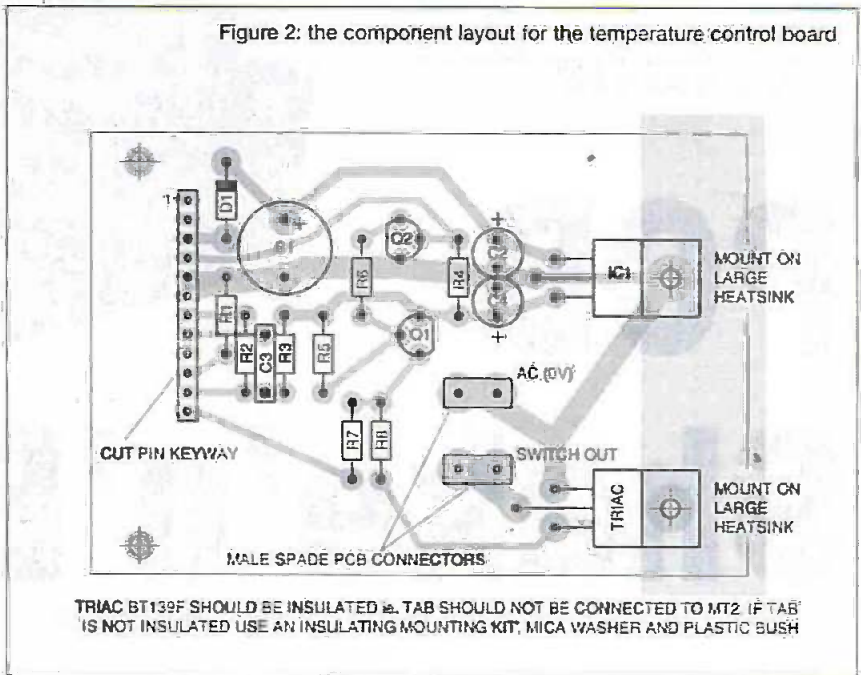 Figure 2: the component layout for the temperature control board
1
D1
+
C1
Q2
+
R6
R4
IC1
MOUNT ON
LARGE
HEATSINK
R1
R2
C3
R3
R5
Q1
+
AC (0V)
CUT PIN KEYWAY
R7
R8
SWITCH OUT
TRIAC
MOUNT ON
LARGE
HEATSINK
MALE SPADE PCB CONNECTORS
TRIAC BT139F SHOULD BE INSULATED ie. TAB SHOULD NOT BE CONNECTED TO MT2. IF TAB
IS NOT INSULATED USE AN INSULATING MOUNTING KIT, MICA WASHER AND PLASTIC BUSH